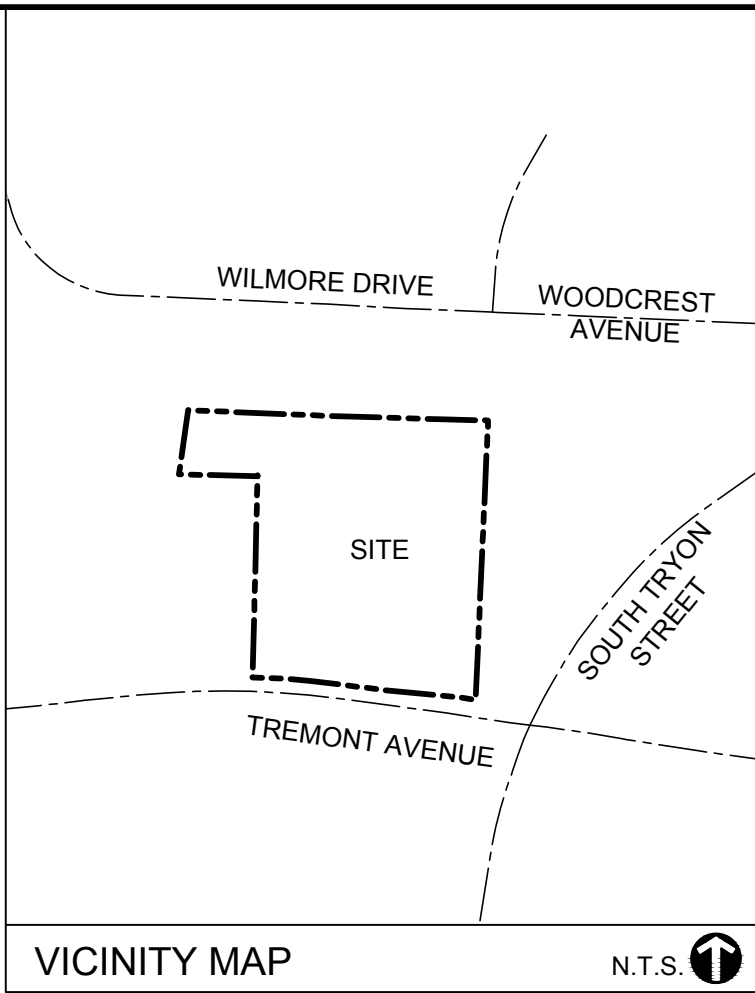 WILMORE DRIVE
WOODCREST
AVENUE
SITE
SOUTH TRYON
STREET
TREMONT AVENUE
VICINITY MAP
N.T.S.